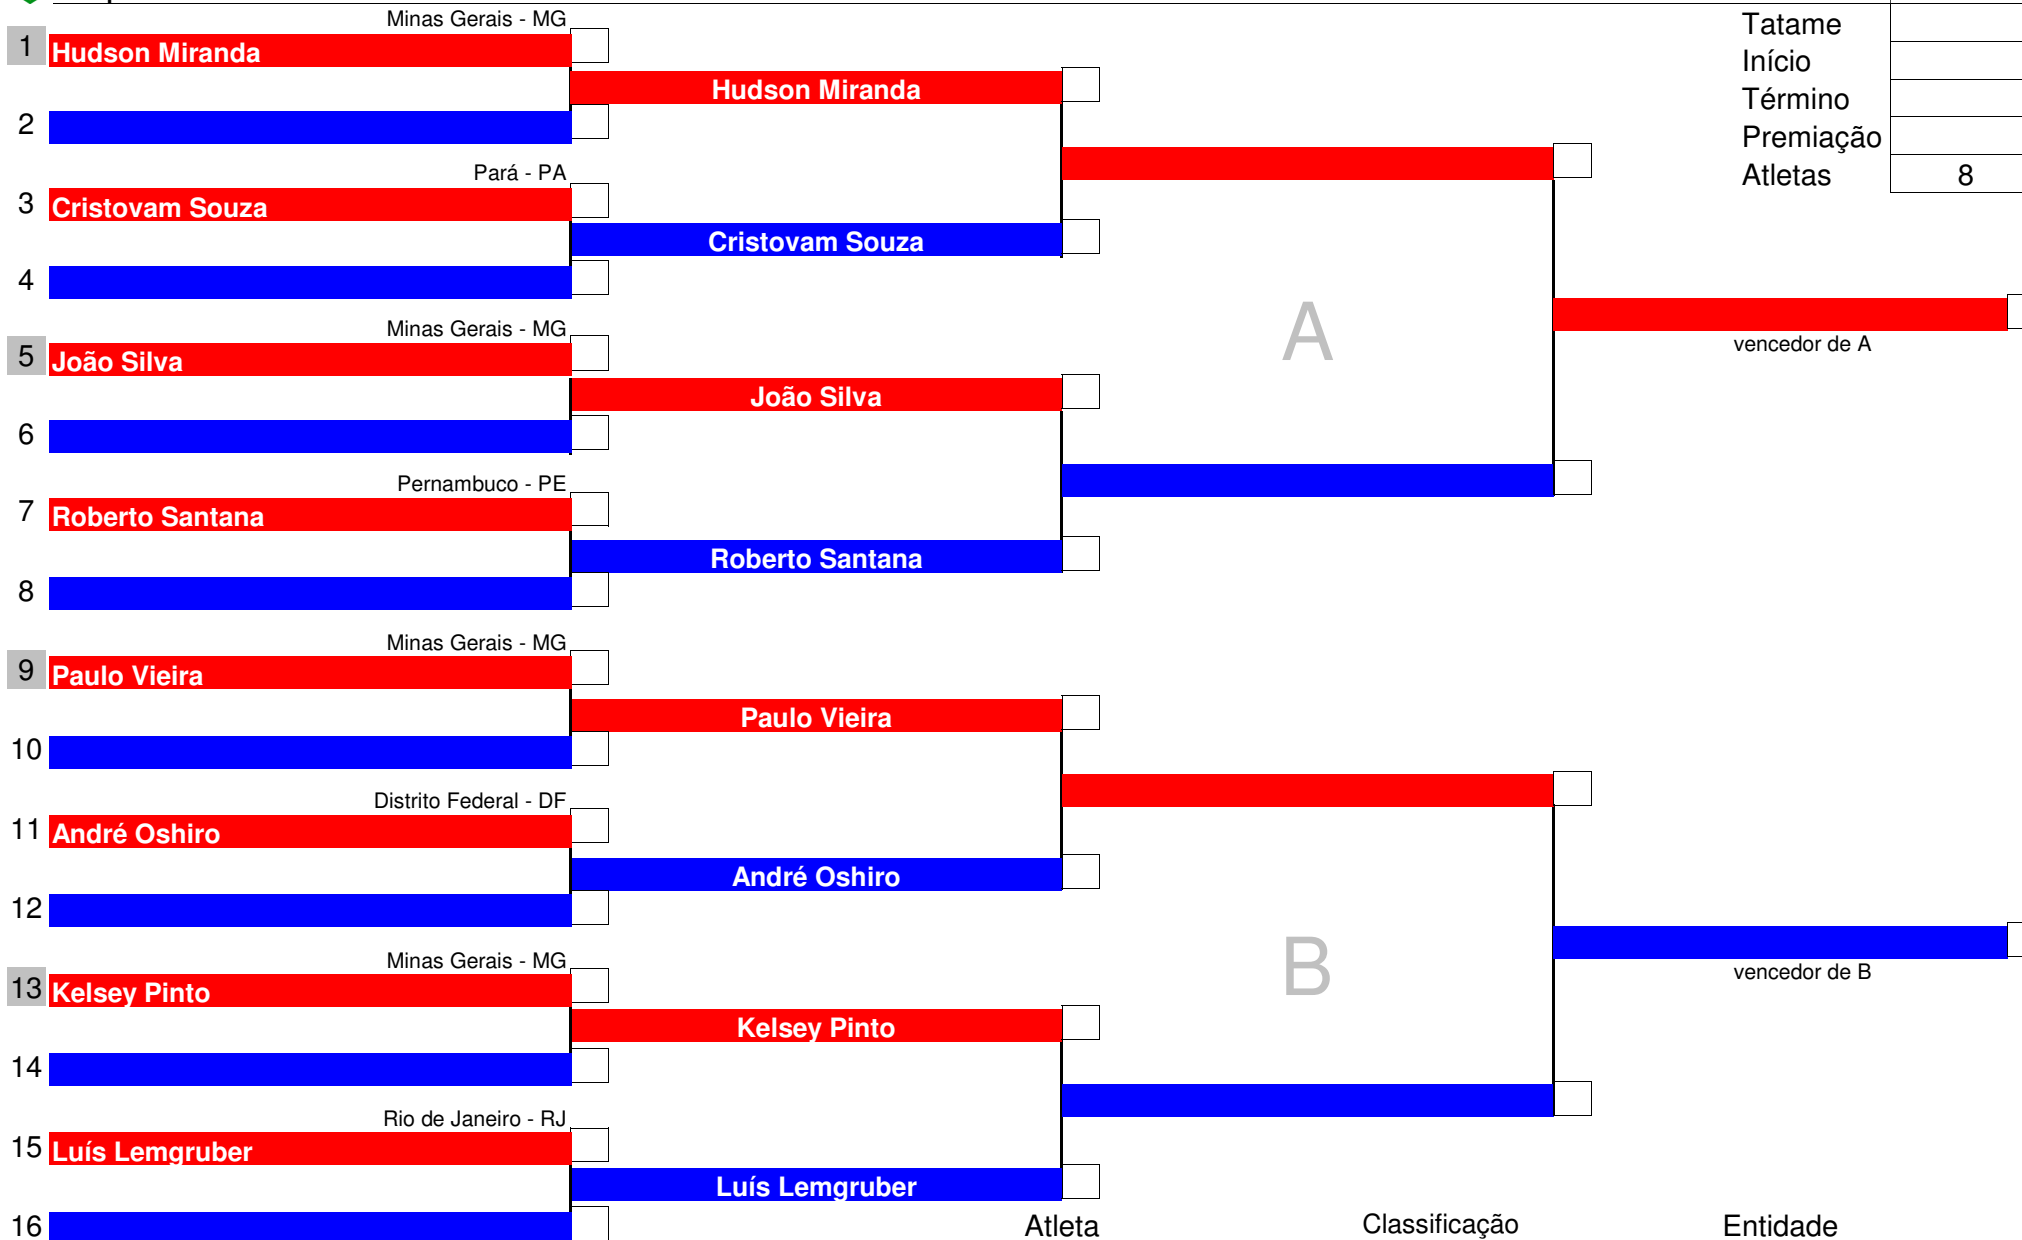 Minas Gerais - MG
Tatame
1 Hudson Miranda
Início
Hudson Miranda
Término
2
Premiação
Pará - PA
Atletas 8
3 Cristovam Souza
Cristovam Souza
4
Minas Gerais - MG
A
vencedor de A
5 João Silva
João Silva
6
Pernambuco - PE
7 Roberto Santana
Roberto Santana
8
Minas Gerais - MG
9 Paulo Vieira
Paulo Vieira
10
Distrito Federal - DF
11 André Oshiro
André Oshiro
12
Minas Gerais - MG
B
vencedor de B
13 Kelsey Pinto
Kelsey Pinto
14
Rio de Janeiro - RJ
15 Luís Lemgruber
Luís Lemgruber
16
Atleta Classificação Entidade